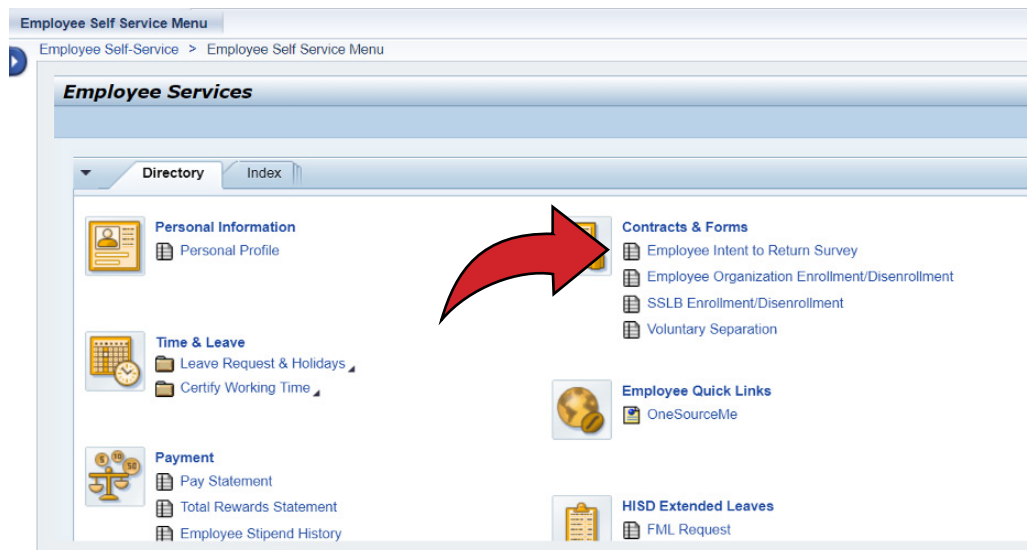 Employee Self Service Menu
Employee Self-Service > Employee Self Service Menu
Employee Services
Directory
Index
Personal Information
Personal Profile
Time & Leave
Leave Request & Holidays
Certify Working Time
Payment
5 10 50
Pay Statement
Total Rewards Statement
Employee Stipend History
Contracts & Forms
Employee Intent to Return Survey
Employee Organization Enrollment/Disenrollment
SSLB Enrollment/Disenrollment
Voluntary Separation
Employee Quick Links
OneSourceMe
HISD Extended Leaves
FML Request